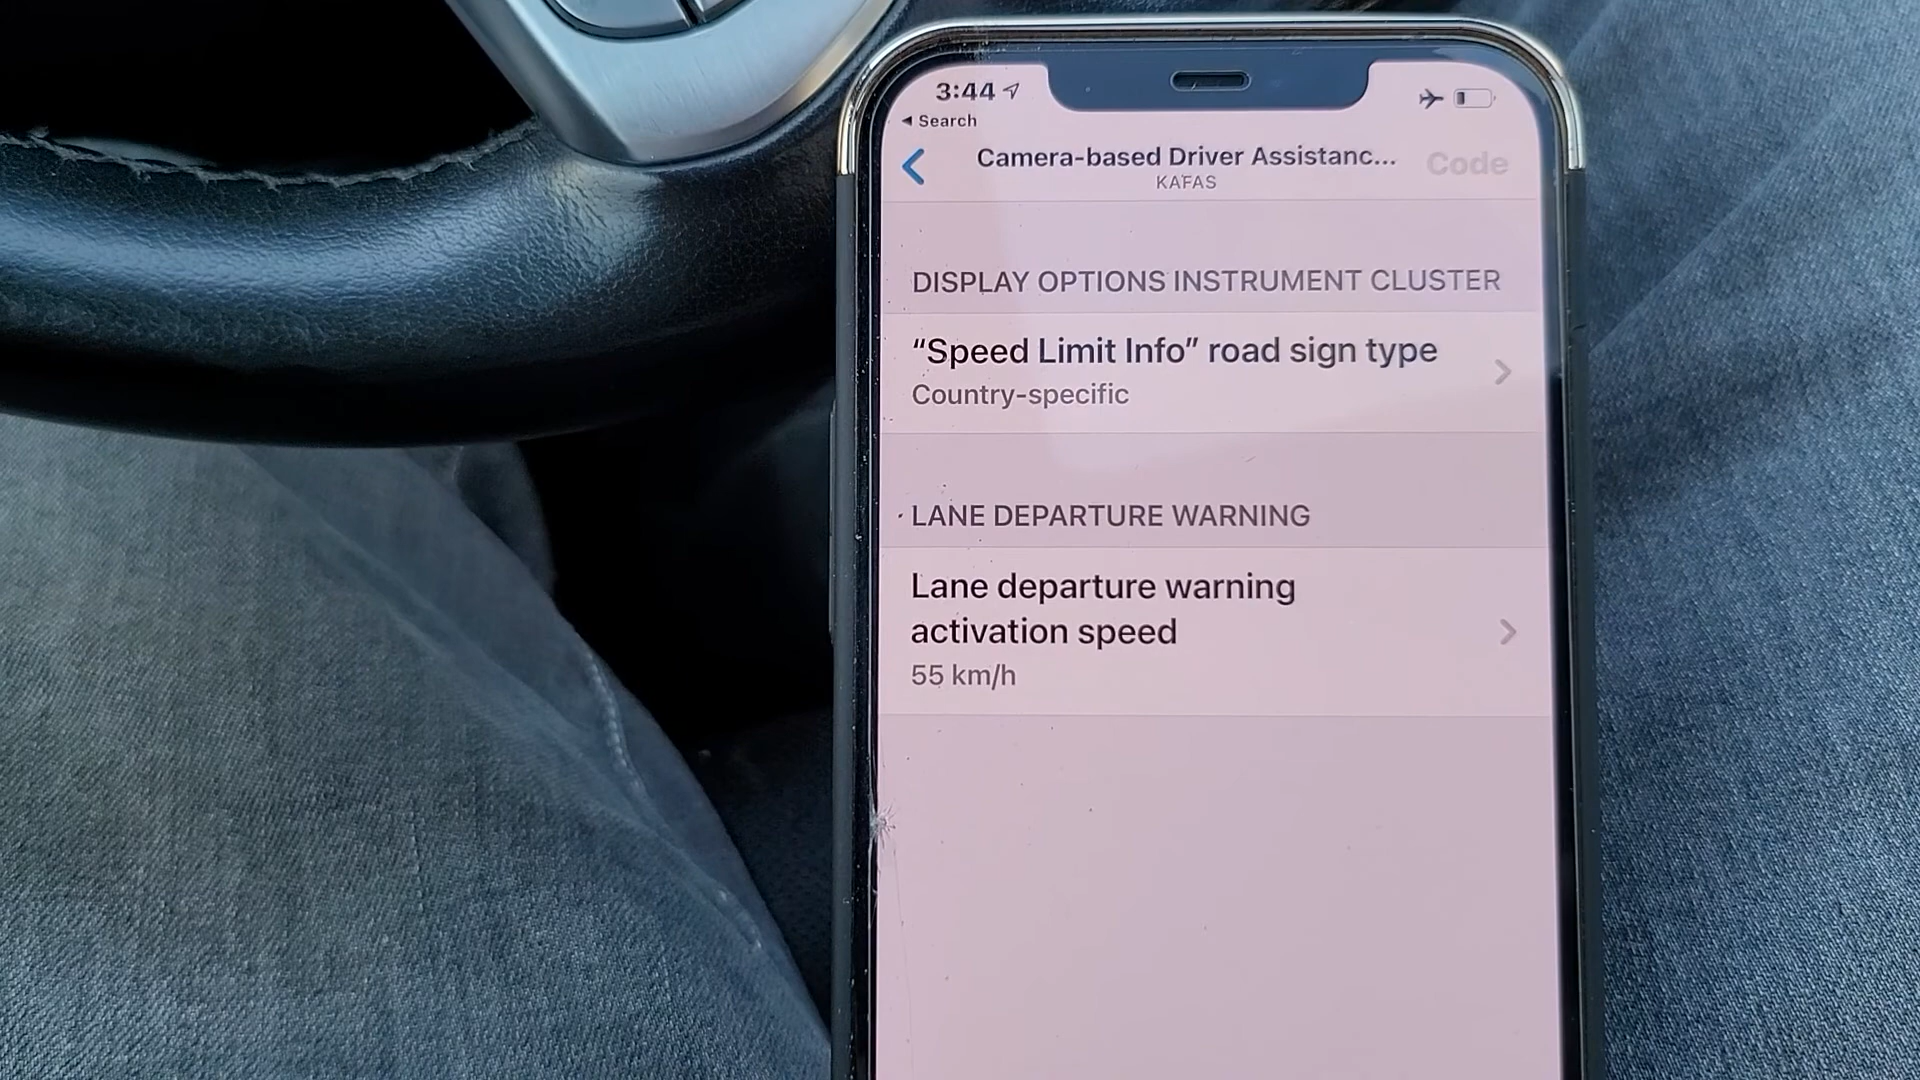 3:44
Search
Camera-based Driver Assistanc...
KAFAS
Code
DISPLAY OPTIONS INSTRUMENT CLUSTER
“Speed Limit Info” road sign type
Country-specific
LANE DEPARTURE WARNING
Lane departure warning
activation speed
55 km/h